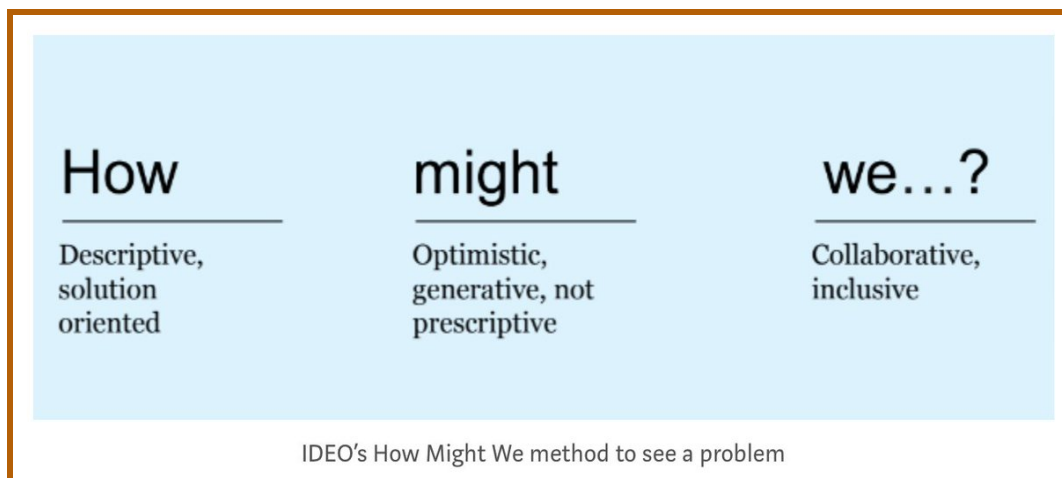 How might we...?
Descriptive,
solution
oriented
Optimistic,
generative, not
prescriptive
Collaborative,
inclusive
IDEO's How Might We method to see a problem